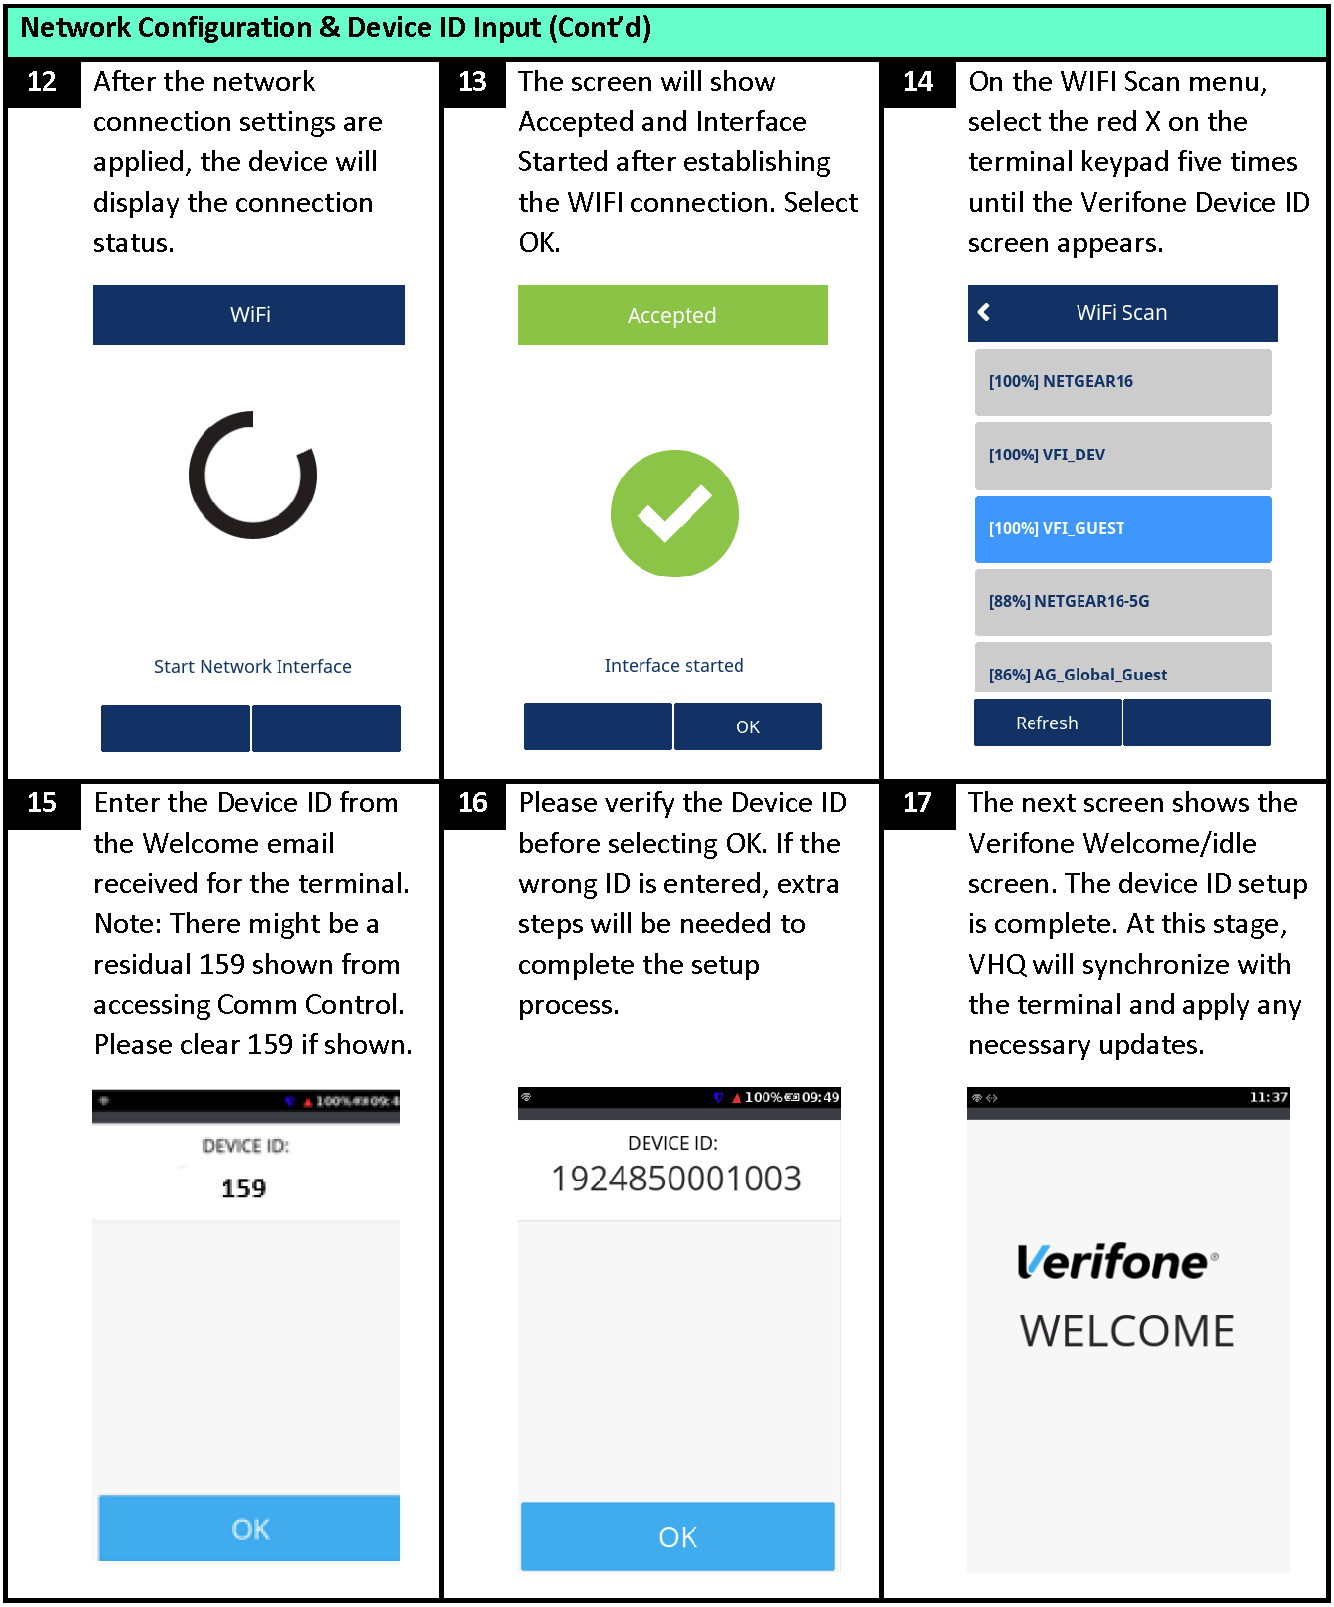 Network Configuration & Device ID Input (Cont’d)
12
After the network
connection settings are
applied, the device will
display the connection
status.
WiFi
Start Network Interface
13
The screen will show
Accepted and Interface
Started after establishing
the WIFI connection. Select
OK.
Accepted
Interface started
OK
14
On the WIFI Scan menu,
select the red X on the
terminal keypad five times
until the Verifone Device ID
screen appears.
WiFi Scan
[100%] NETGEAR16
[100%] VFI_DEV
[100%] VFI_GUEST
[88%] NETGEAR16-5G
[86%] AG_Global_Guest
Refresh
15
Enter the Device ID from
the Welcome email
received for the terminal.
Note: There might be a
residual 159 shown from
accessing Comm Control.
Please clear 159 if shown.
100% 09:4
DEVICE ID:
159
OK
16
Please verify the Device ID
before selecting OK. If the
wrong ID is entered, extra
steps will be needed to
complete the setup
process.
100% 09:49
DEVICE ID:
1924850001003
OK
17
The next screen shows the
Verifone Welcome/idle
screen. The device ID setup
is complete. At this stage,
VHQ will synchronize with
the terminal and apply any
necessary updates.
11:37
Verifone®
WELCOME